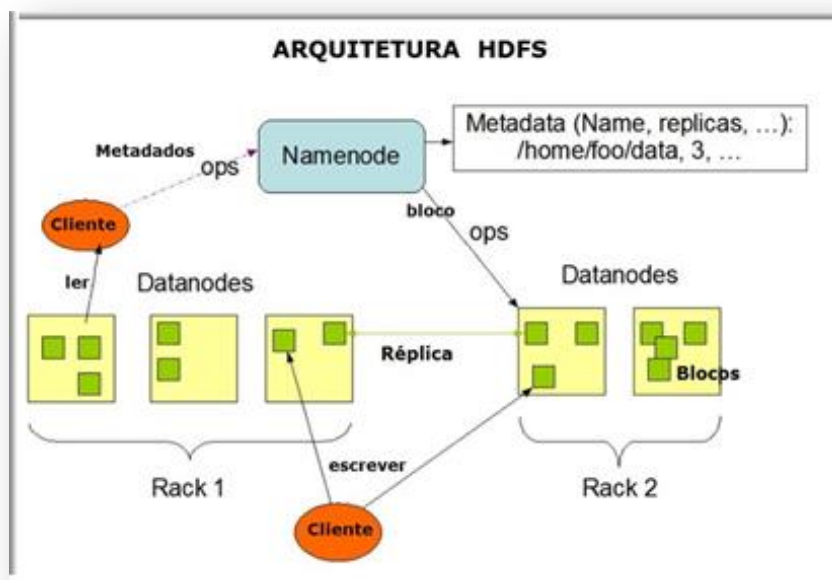 ARQUITETURA HDFS
Metadados
ops
Namenode
Metadata (Name, replicas, …):
/home/foo/data, 3, …
Cliente
bloco
ops
ler
Datanodes
Datanodes
Réplica
Blocos
escrever
Rack 1
Rack 2
Cliente